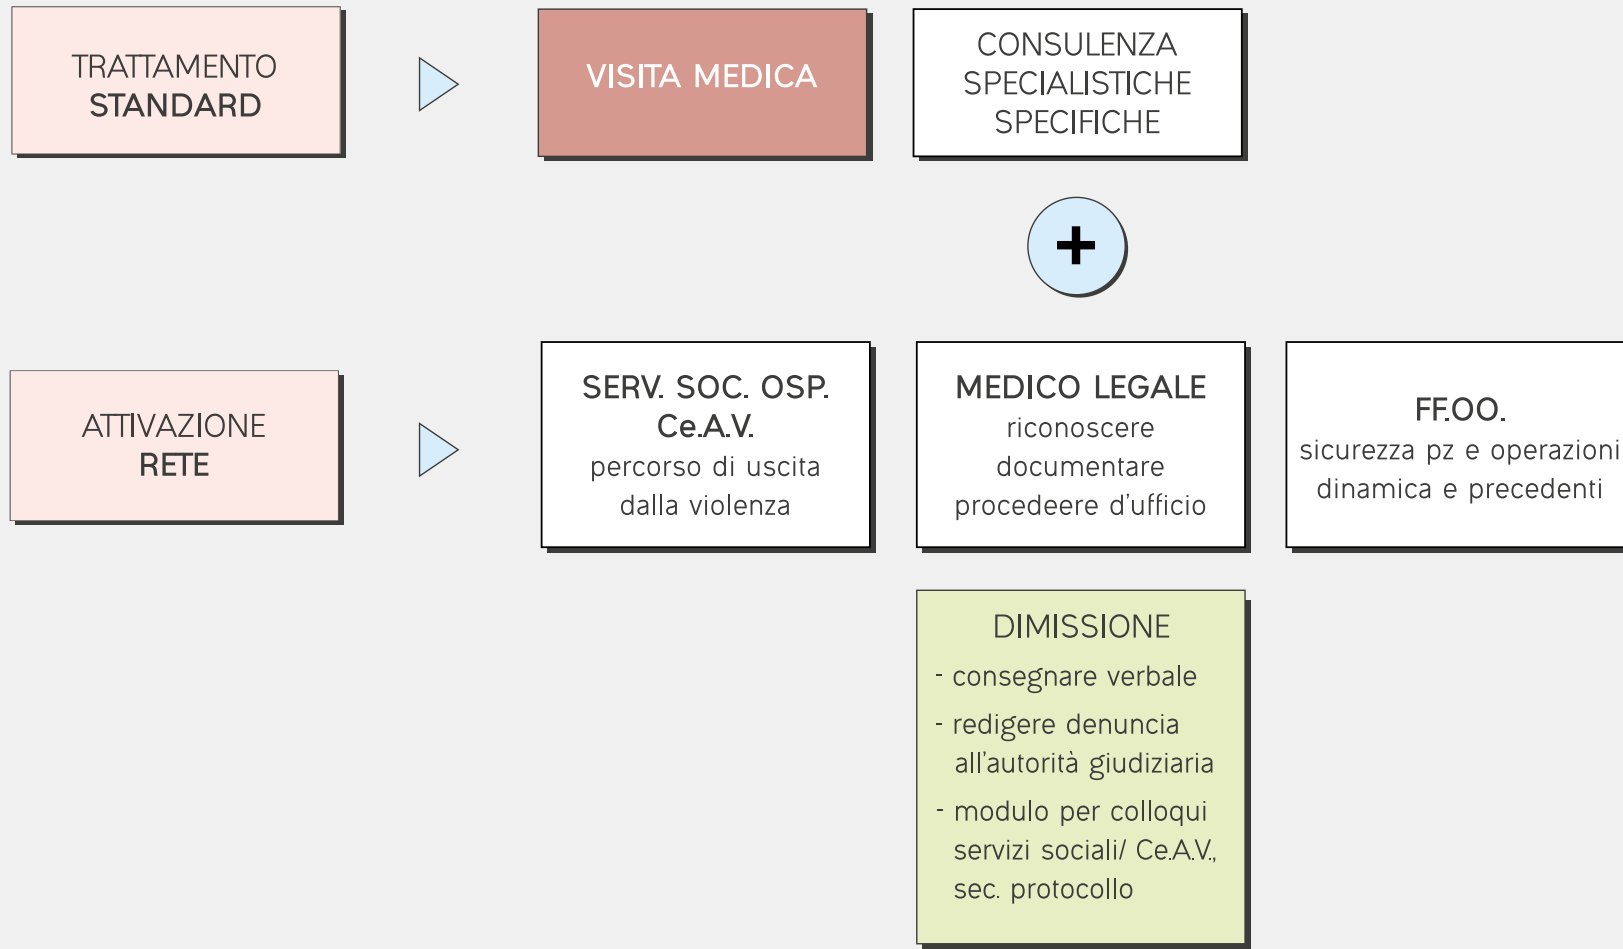 TRATTAMENTO
STANDARD
VISITA MEDICA
CONSULENZA
SPECIALISTICHE
SPECIFICHE
+
ATTIVAZIONE
RETE
SERV. SOC. OSP.
Ce.A.V.
percorso di uscita
dalla violenza
MEDICO LEGALE
riconoscere
documentare
procedeere d'ufficio
FF.OO.
sicurezza pz e operazioni
dinamica e precedenti
DIMISSIONE
- consegnare verbale
- redigere denuncia
all'autorità giudiziaria
- modulo per colloqui
servizi sociali/ Ce.A.V.,
sec. protocollo